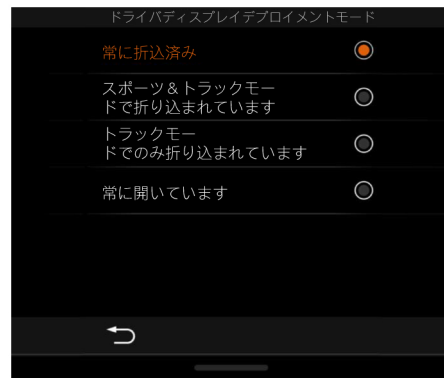 ドライバディスプレイデプロイメントモード
常に折込済み
スポーツ＆トラックモー
ドで折り込まれています
トラックモー
ドでのみ折り込まれています
常に開いています